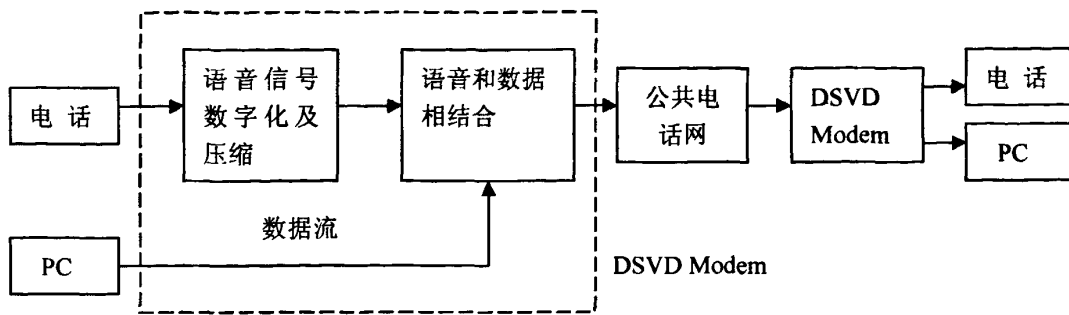 电 话
语音信号
数字化及
压缩
语音和数据
相结合
公共电
话网
DSVD
Modem
电 话
PC
数据流
PC
DSVD Modem